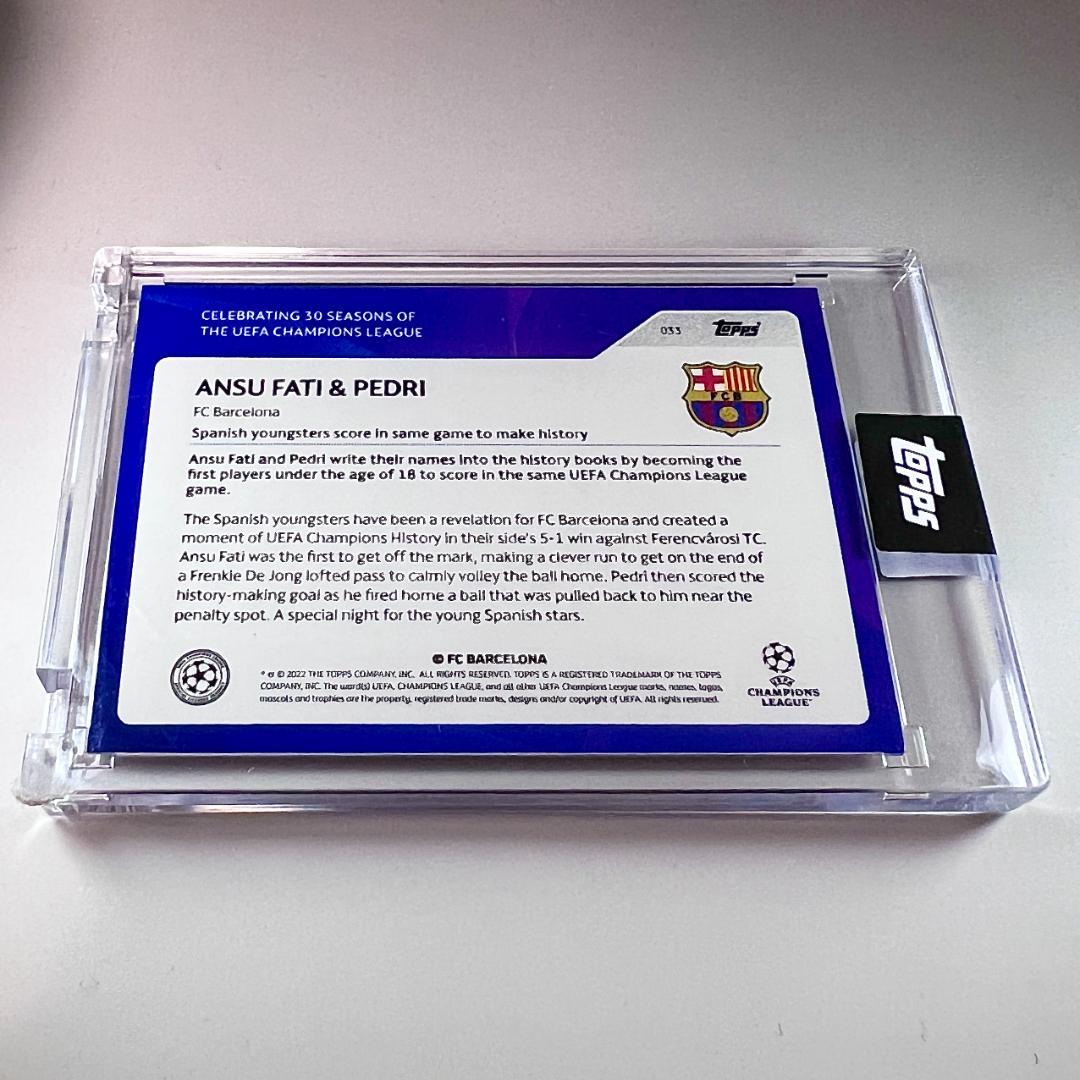 CELEBRATING 30 SEASONS OF
THE UEFA CHAMPIONS LEAGUE
033 Topps
ANSU FATI & PEDRI
FC Barcelona
FCB
Spanish youngsters score in same game to make history
Ansu Fati and Pedri write their names into the history books by becoming the
first players under the age of 18 to score in the same UEFA Champions League
game.
The Spanish youngsters have been a revelation for FC Barcelona and created a
moment of UEFA Champions History in their side's 5-1 win against Ferencvárosi TC.
Ansu Fati was the first to get off the mark, making a clever run to get on the end of
a Frenkie De Jong lofted pass to calmly volley the ball home. Pedri then scored the
history-making goal as he fired home a ball that was pulled back to him near the
penalty spot. A special night for the young Spanish stars.
© FC BARCELONA
® & © 2022 THE TOPPS COMPANY, INC. ALL RIGHTS RESERVED. TOPPS IS A REGISTERED TRADEMARK OF THE TOPPS
COMPANY, INC. The word(s) UEFA, CHAMPIONS LEAGUE, and all other UEFA Champions League marks, names, logos,
mascots and trophies are the property, registered trade marks, designs and/or copyright of UEFA. All rights reserved.
UEFA
CHAMPIONS
LEAGUE
Topps